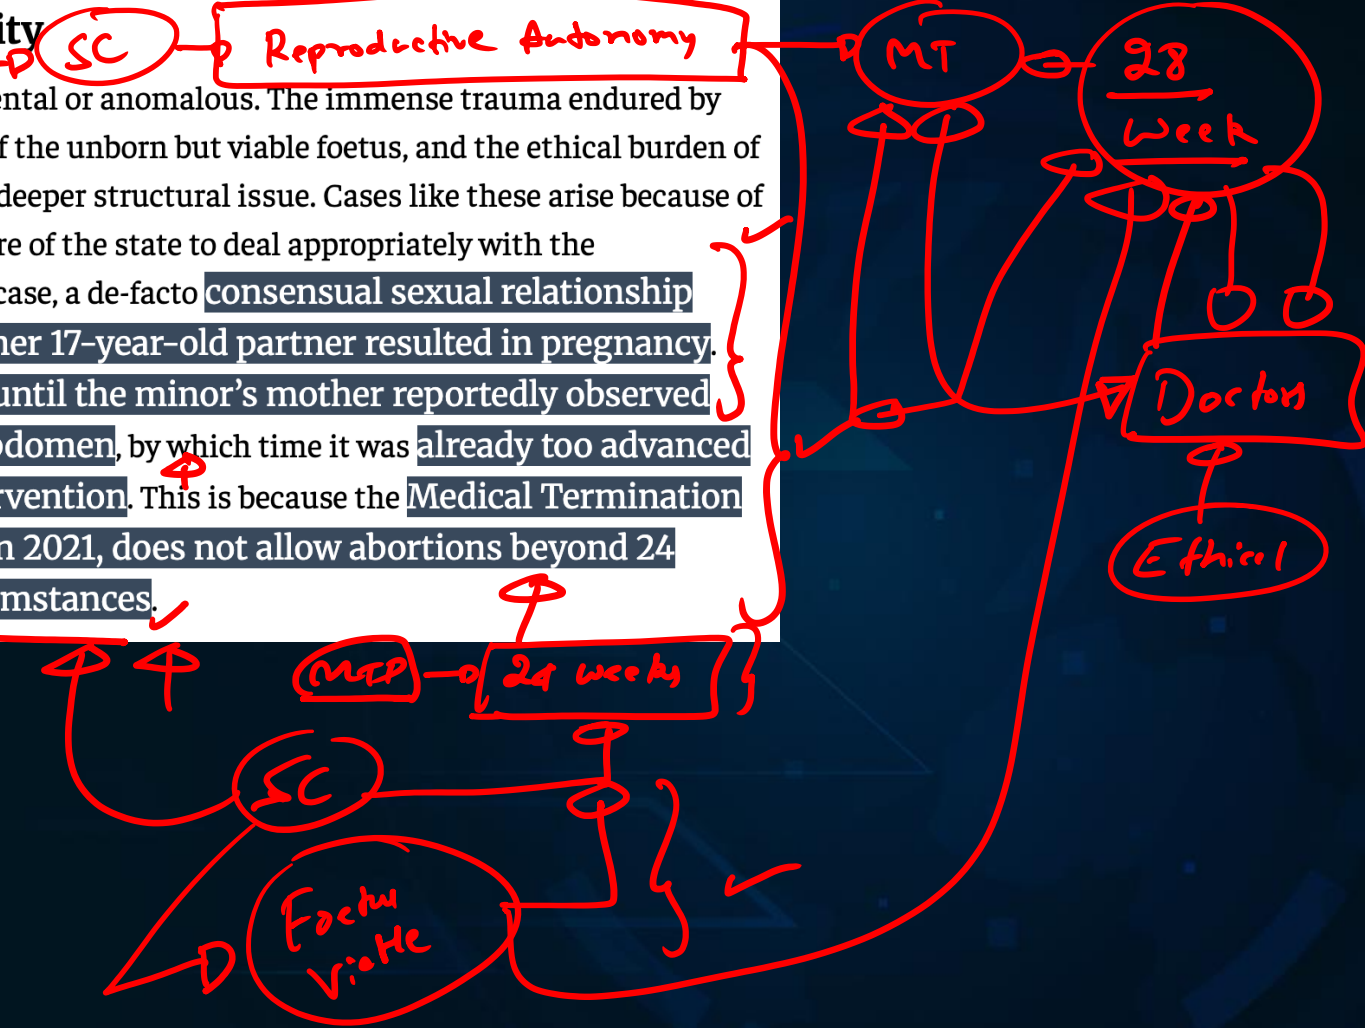 ity
SC
Reproductive Autonomy
MT
28
week
ental or anomalous. The immense trauma endured by
f the unborn but viable foetus, and the ethical burden of
deeper structural issue. Cases like these arise because of
re of the state to deal appropriately with the
case, a de-facto consensual sexual relationship
her 17-year-old partner resulted in pregnancy.
until the minor’s mother reportedly observed
odomen, by which time it was already too advanced
rvention. This is because the Medical Termination
n 2021, does not allow abortions beyond 24
mstances.
Doctors
Ethical
MTP
24 weeks
SC
Foetus
Viable